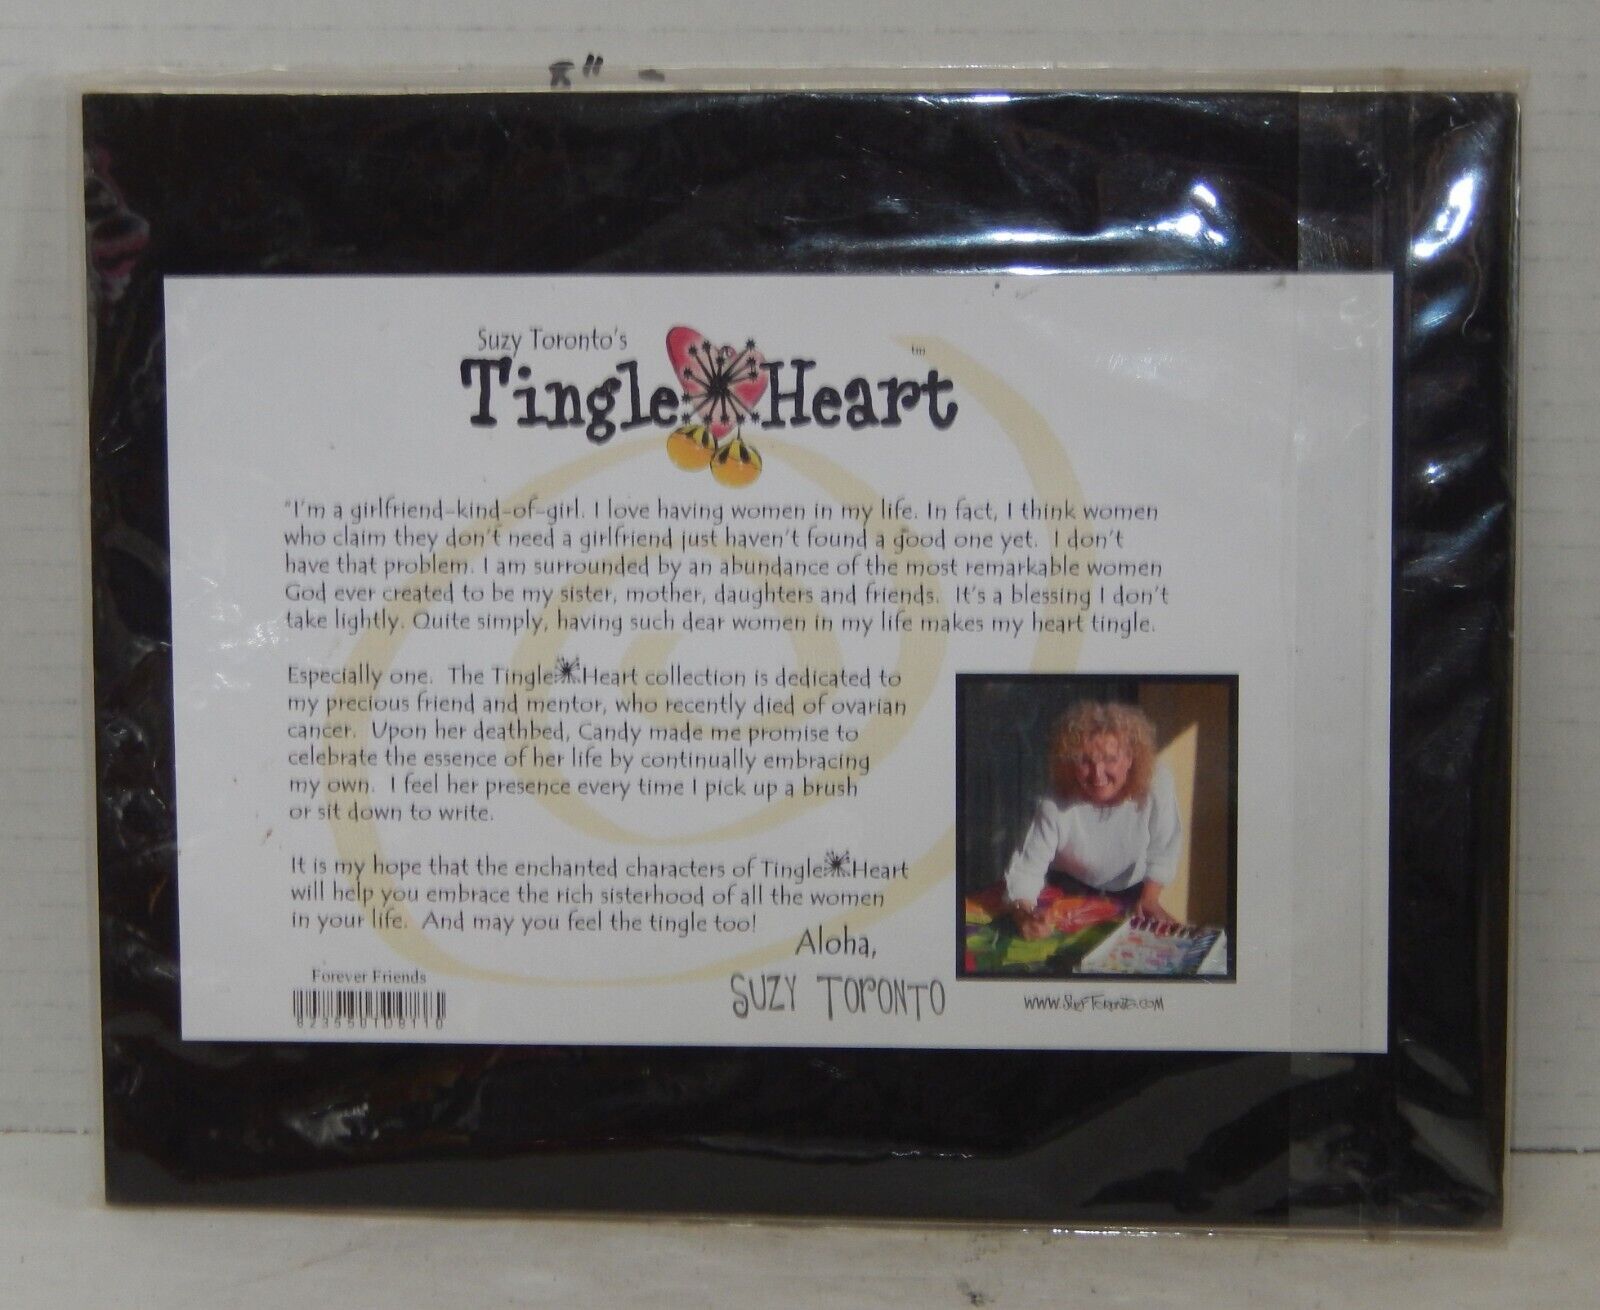 8" -
Suzy Toronto's
Tingle Heart
tm
"I'm a girlfriend-kind-of-girl. I love having women in my life. In fact, I think women
who claim they don't need a girlfriend just haven't found a good one yet. I don't
have that problem. I am surrounded by an abundance of the most remarkable women
God ever created to be my sister, mother, daughters and friends. It's a blessing I don't
take lightly. Quite simply, having such dear women in my life makes my heart tingle.
Especially one. The Tingle Heart collection is dedicated to
my precious friend and mentor, who recently died of ovarian
cancer. Upon her deathbed, Candy made me promise to
celebrate the essence of her life by continually embracing
my own. I feel her presence every time I pick up a brush
or sit down to write.
It is my hope that the enchanted characters of Tingle Heart
will help you embrace the rich sisterhood of all the women
in your life. And may you feel the tingle too!
Aloha,
SUZY TORONTO
Forever Friends
823550108110
www.SuzyToronto.com